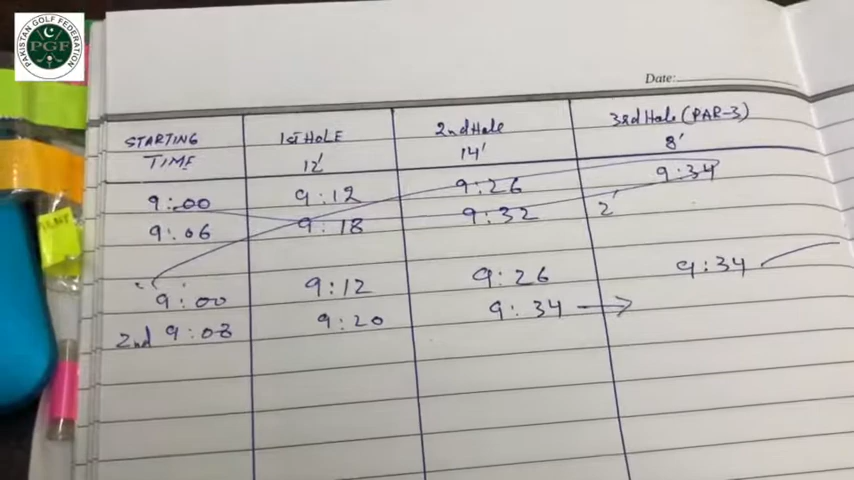 PAKISTAN GOLF FEDERATION
PGF
Date:
STARTING TIME 1st HOLE 12' 2nd Hole 14' 3rd Hole (PAR-3) 8'
9:00 9:12 9:26 9:34
9:06 9:18 9:32 2'
9:00 9:12 9:26 9:34
2nd 9:08 9:20 9:34 →